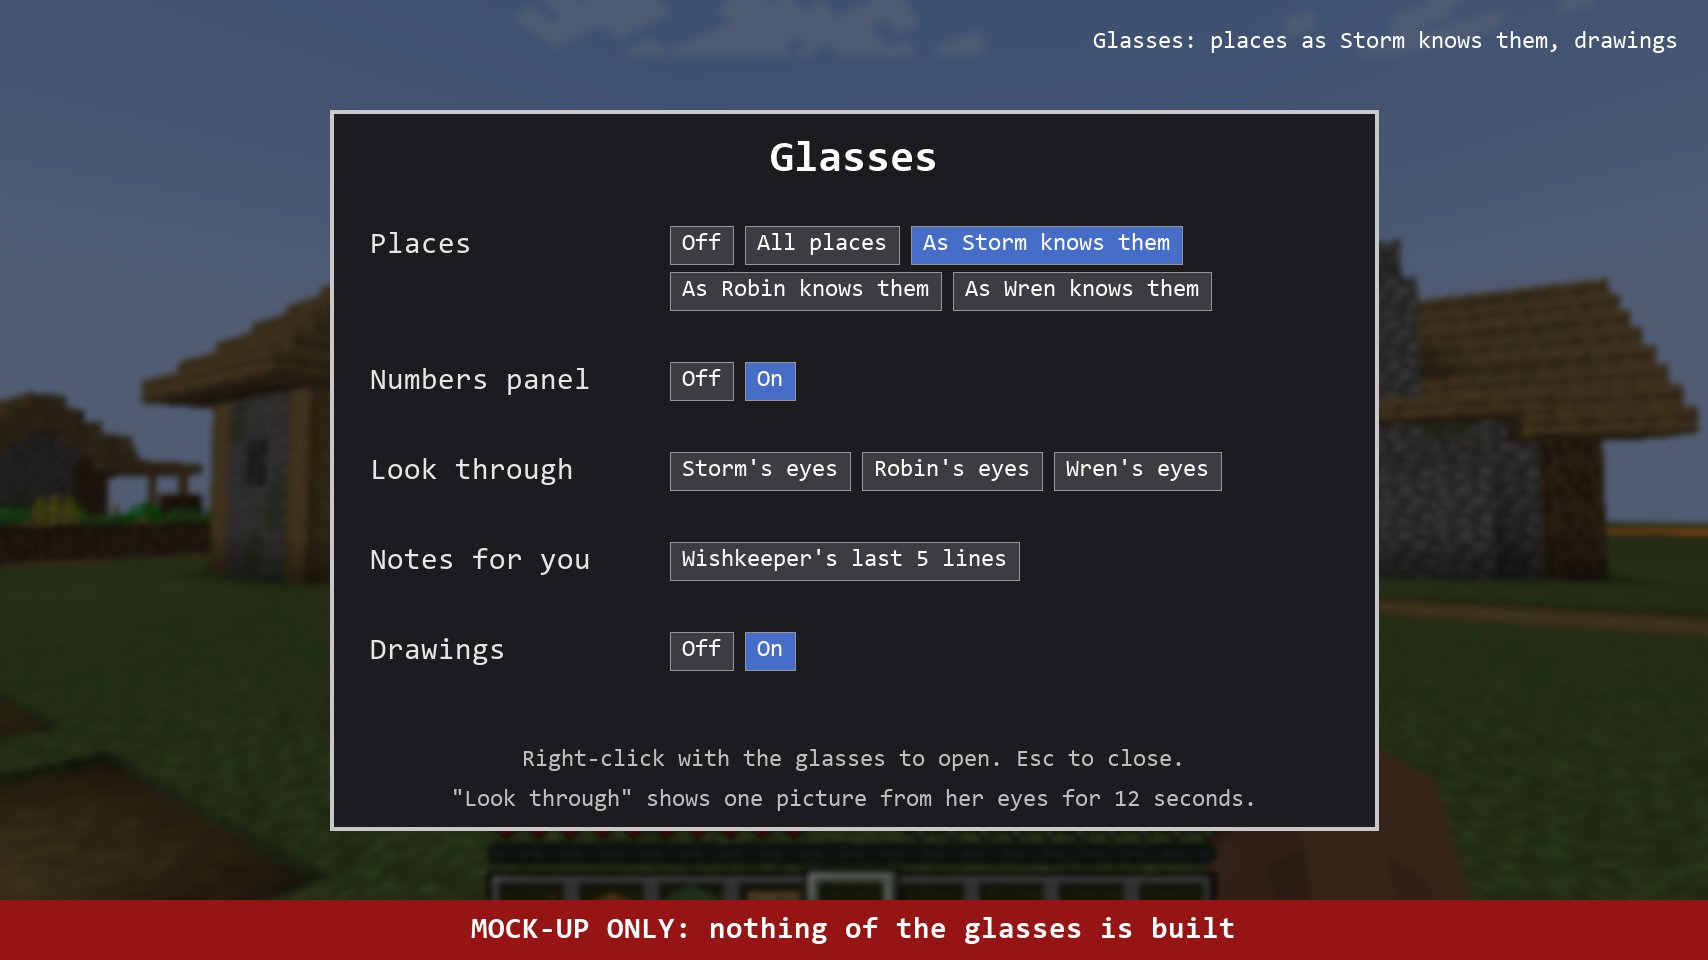 Glasses: places as Storm knows them, drawings
Glasses
Places
Off
All places
As Storm knows them
As Robin knows them
As Wren knows them
Numbers panel
Off
On
Look through
Storm's eyes
Robin's eyes
Wren's eyes
Notes for you
Wishkeeper's last 5 lines
Drawings
Off
On
Right-click with the glasses to open. Esc to close.
"Look through" shows one picture from her eyes for 12 seconds.
MOCK-UP ONLY: nothing of the glasses is built